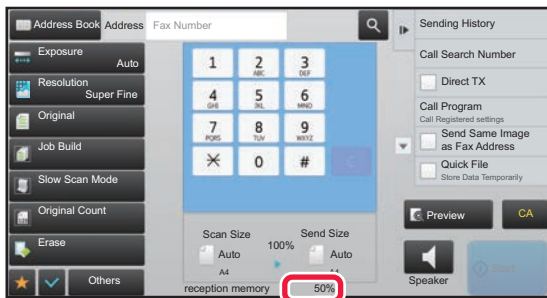 Address Book Address Fax Number
Exposure
Auto
Resolution
Super Fine
Original
Job Build
Slow Scan Mode
Original Count
Erase
Others
1 2 3
ABC DEF
4 5 6
GHI JKL MNO
7 8 9
PQRS TUV WXYZ
0 #
C
Scan Size
100%
Send Size
Auto
Auto
A4
A4
reception memory 50%
Sending History
Call Search Number
Direct TX
Call Program
Call Registered settings
Send Same Image
as Fax Address
Quick File
Store Data Temporarily
Preview CA
Speaker
Start